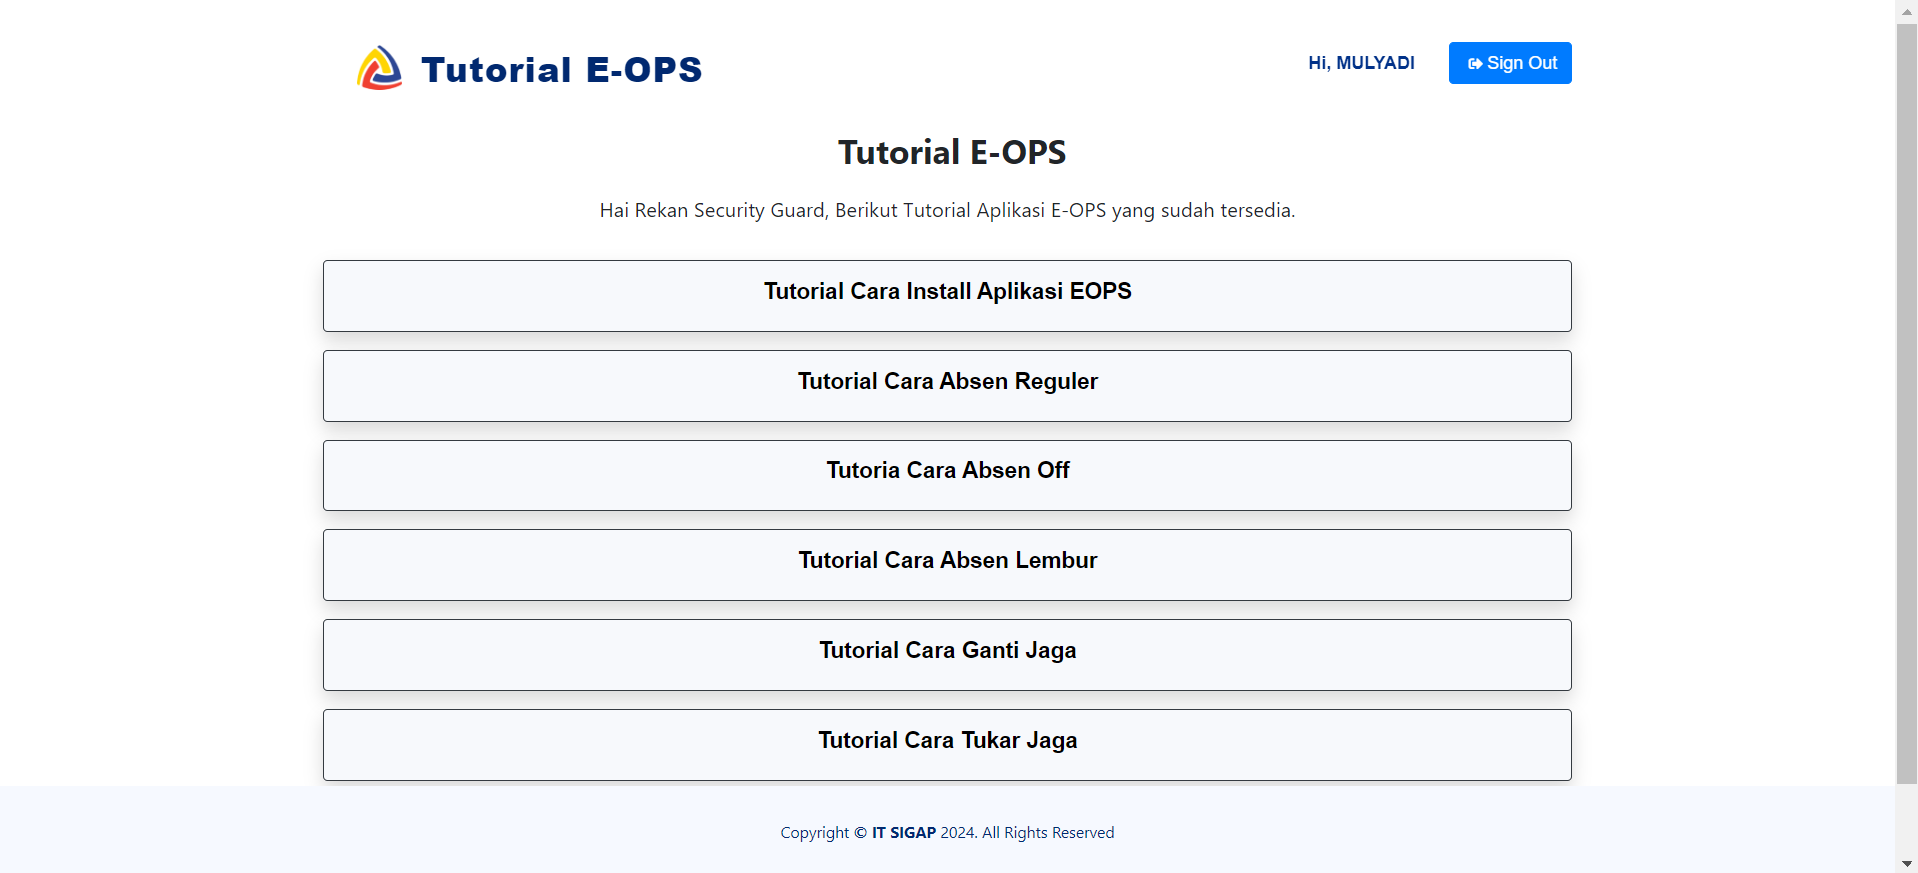 Tutorial E-OPS
Hi, MULYADI
Sign Out
Tutorial E-OPS
Hai Rekan Security Guard, Berikut Tutorial Aplikasi E-OPS yang sudah tersedia.
Tutorial Cara Install Aplikasi EOPS
Tutorial Cara Absen Reguler
Tutoria Cara Absen Off
Tutorial Cara Absen Lembur
Tutorial Cara Ganti Jaga
Tutorial Cara Tukar Jaga
Copyright © IT SIGAP 2024. All Rights Reserved